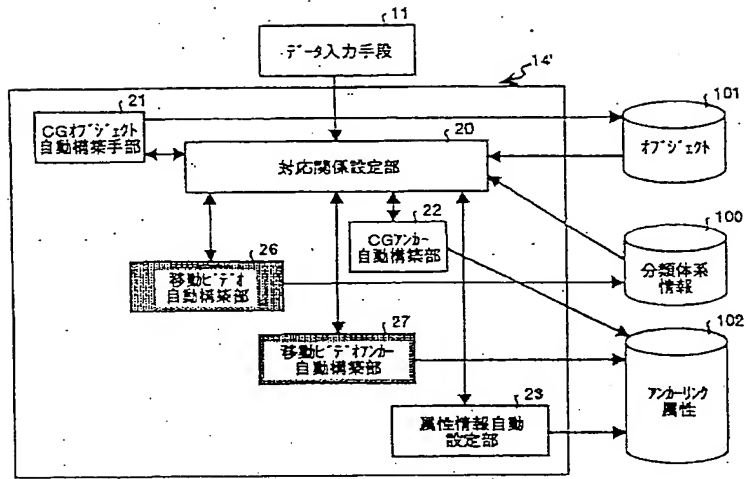 11
データ入力手段
14'
21
CGオブジェクト
自動構築手部
20
対応関係設定部
101
オブジェクト
22
CGアンカー
自動構築部
100
分類体系
情報
26
移動ビデオ
自動構築部
27
移動ビデオアンカー
自動構築部
102
アンカーリンク
属性
23
属性情報自動
設定部